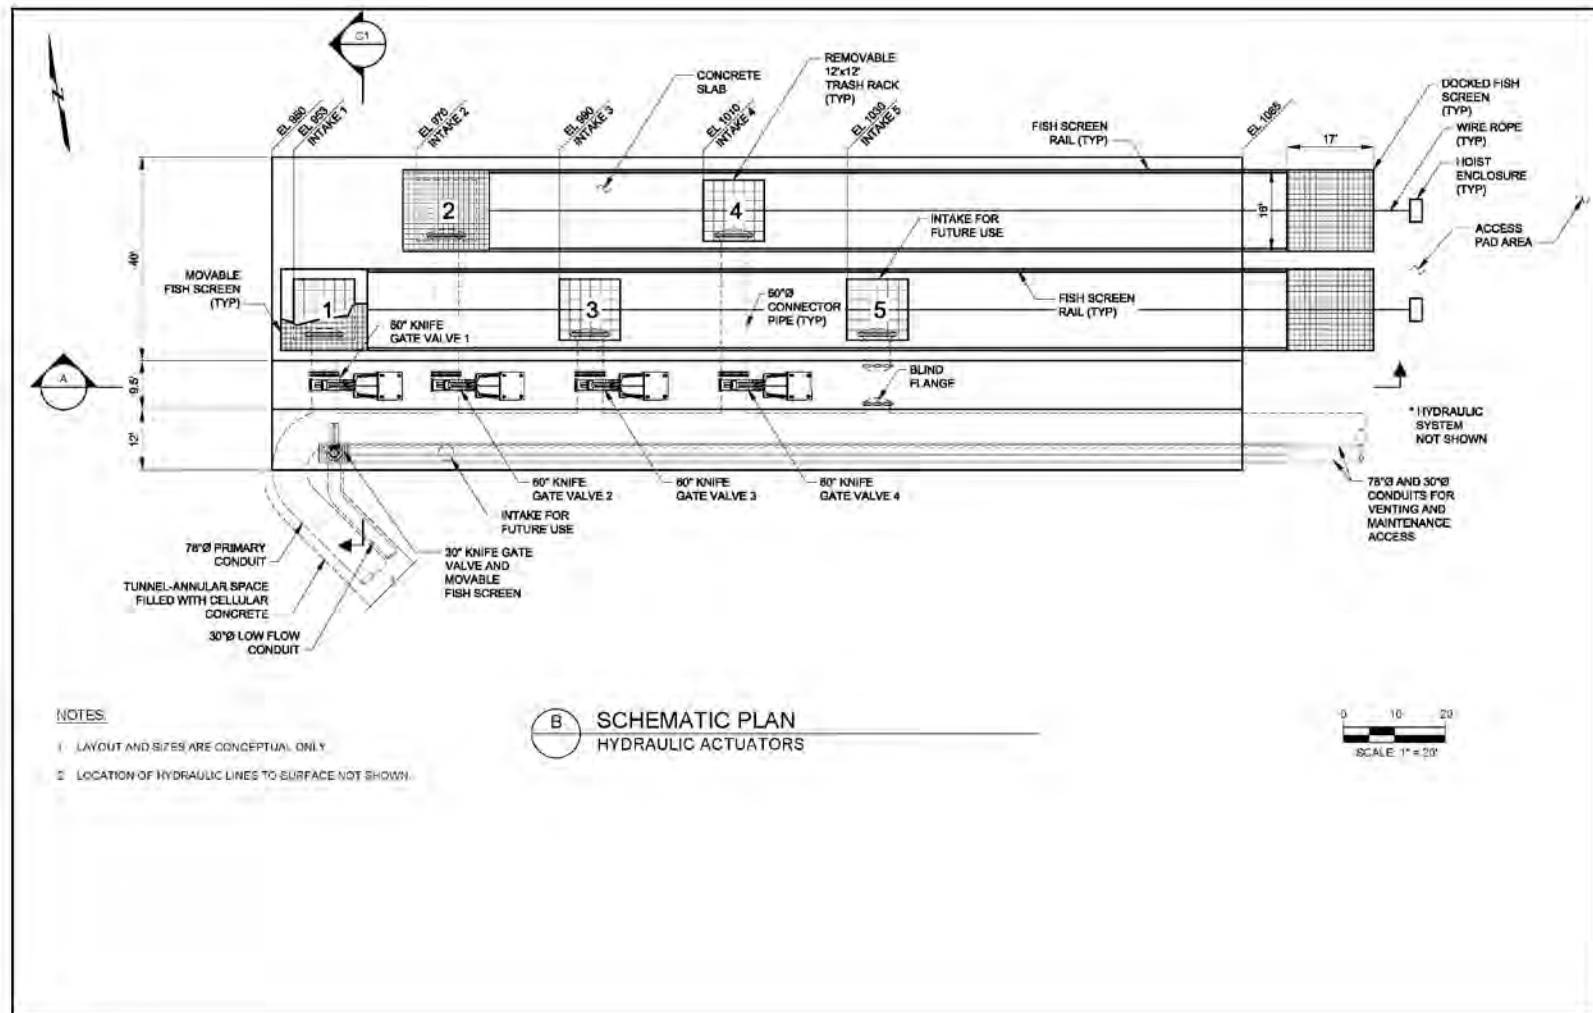 C1
N
EL 950
EL 953
INTAKE 1
EL 970
INTAKE 2
EL 990
INTAKE 3
EL 1010
INTAKE 4
EL 1030
INTAKE 5
EL 1065
CONCRETE
SLAB
REMOVABLE
12'x12'
TRASH RACK
(TYP)
FISH SCREEN
RAIL (TYP)
DOCKED FISH
SCREEN
(TYP)
WIRE ROPE
(TYP)
HOIST
ENCLOSURE
(TYP)
17'
16'
ACCESS
PAD AREA
2
4
INTAKE FOR
FUTURE USE
40'
MOVABLE
FISH SCREEN
(TYP)
1
3
5
60"Ø
CONNECTOR
PIPE (TYP)
FISH SCREEN
RAIL (TYP)
60" KNIFE
GATE VALVE 1
BLIND
FLANGE
A
9.5'
12'
* HYDRAULIC
SYSTEM
NOT SHOWN
60" KNIFE
GATE VALVE 2
60" KNIFE
GATE VALVE 3
60" KNIFE
GATE VALVE 4
INTAKE FOR
FUTURE USE
78"Ø AND 30"Ø
CONDUITS FOR
VENTING AND
MAINTENANCE
ACCESS
78"Ø PRIMARY
CONDUIT
30" KNIFE GATE
VALVE AND
MOVABLE
FISH SCREEN
TUNNEL-ANNULAR SPACE
FILLED WITH CELLULAR
CONCRETE
30"Ø LOW FLOW
CONDUIT
NOTES:
1 LAYOUT AND SIZES ARE CONCEPTUAL ONLY
2 LOCATION OF HYDRAULIC LINES TO SURFACE NOT SHOWN.
B
SCHEMATIC PLAN
HYDRAULIC ACTUATORS
0 10 20
SCALE: 1" = 20'